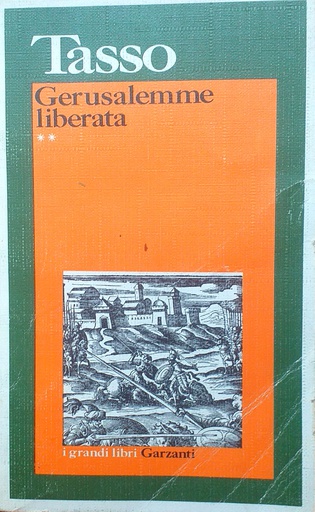 Tasso
Gerusalemme
liberata
**
i grandi libri Garzanti